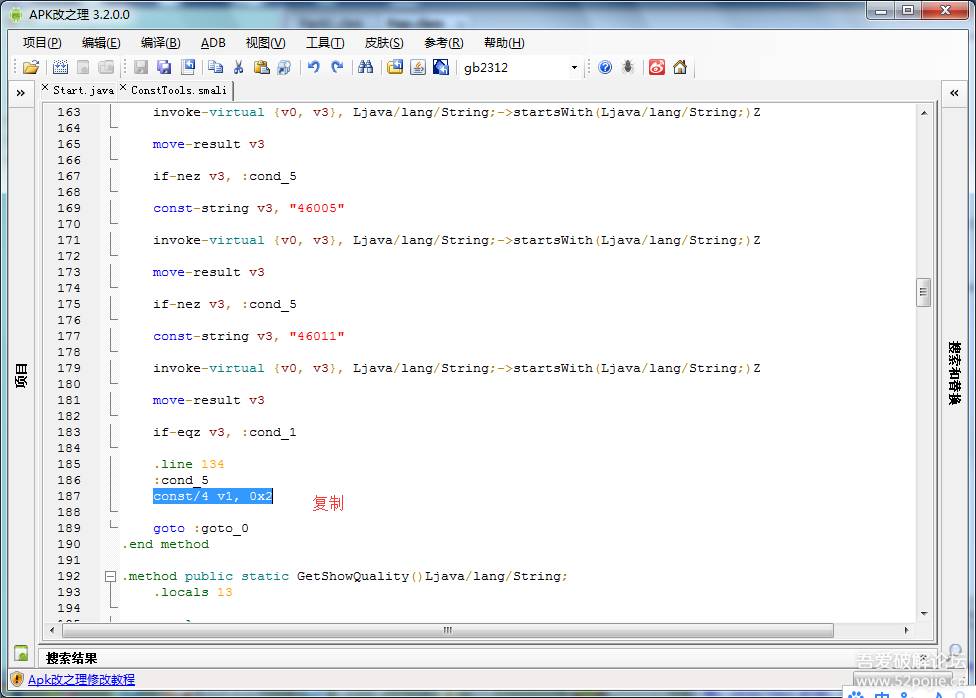 APK改之理 3.2.0.0
项目(P) 编辑(E) 编译(B) ADB 视图(V) 工具(T) 皮肤(S) 参考(R) 帮助(H)
gb2312
Start.java ConstTools.smali
163 invoke-virtual {v0, v3}, Ljava/lang/String;->startsWith(Ljava/lang/String;)Z
164
165 move-result v3
166
167 if-nez v3, :cond_5
168
169 const-string v3, "46005"
170
171 invoke-virtual {v0, v3}, Ljava/lang/String;->startsWith(Ljava/lang/String;)Z
172
173 move-result v3
174
175 if-nez v3, :cond_5
176
177 const-string v3, "46011"
178
179 invoke-virtual {v0, v3}, Ljava/lang/String;->startsWith(Ljava/lang/String;)Z
180
181 move-result v3
182
183 if-eqz v3, :cond_1
184
185 .line 134
186 :cond_5
187 const/4 v1, 0x2
复制
188
189 goto :goto_0
190 .end method
191
192 .method public static GetShowQuality()Ljava/lang/String;
193 .locals 13
194
项目
搜索和替换
搜索结果
Apk改之理修改教程
吾爱破解论坛
www.52pojie.cn